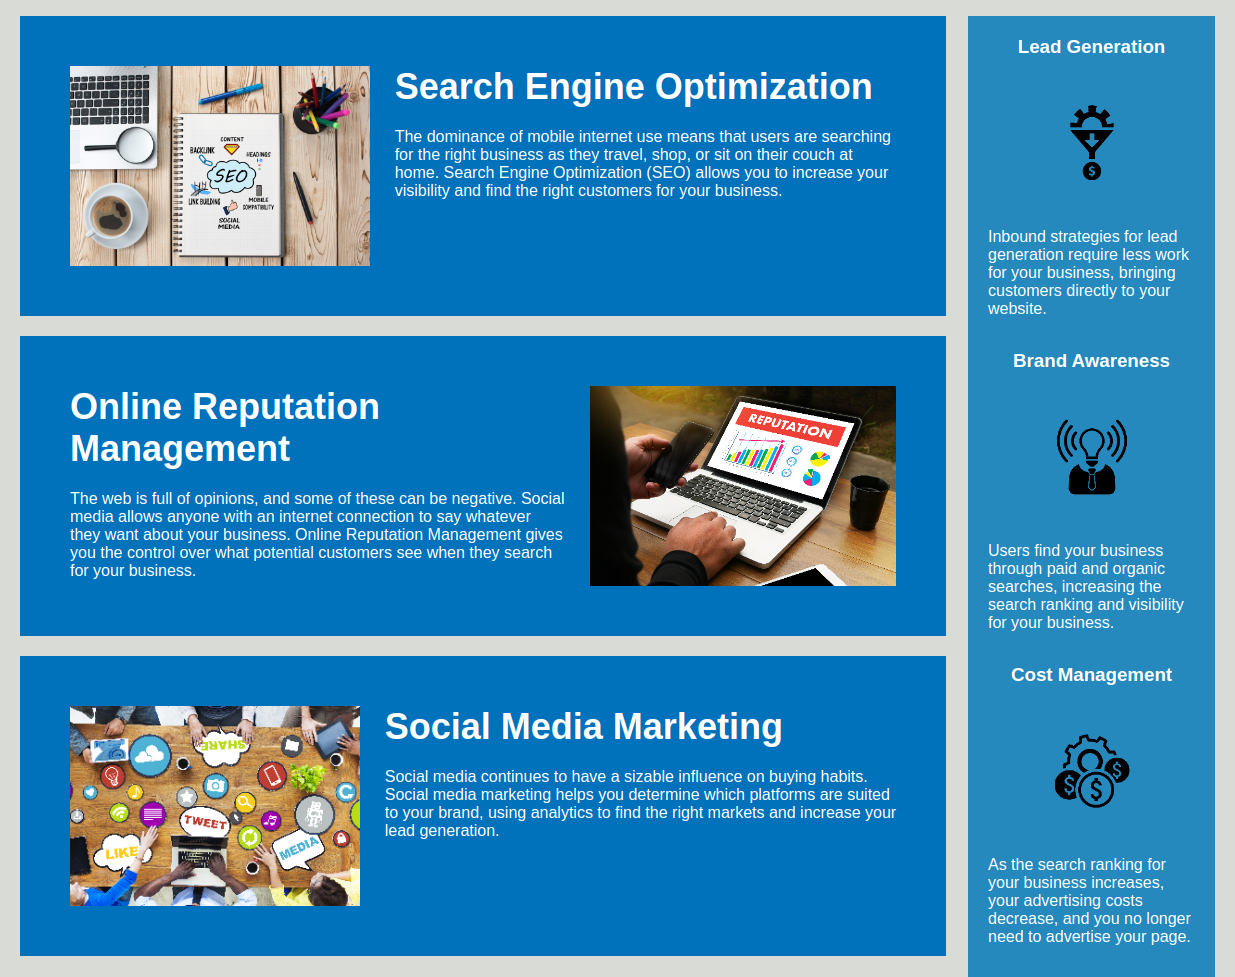 Search Engine Optimization
The dominance of mobile internet use means that users are searching
for the right business as they travel, shop, or sit on their couch at
home. Search Engine Optimization (SEO) allows you to increase your
visibility and find the right customers for your business.
CONTENT
BACKLINK
HEADINGS
SEO
LINK BUILDING
MOBILE
COMPATIBILITY
SOCIAL
MEDIA
Online Reputation
Management
The web is full of opinions, and some of these can be negative. Social
media allows anyone with an internet connection to say whatever
they want about your business. Online Reputation Management gives
you the control over what potential customers see when they search
for your business.
REPUTATION
Social Media Marketing
Social media continues to have a sizable influence on buying habits.
Social media marketing helps you determine which platforms are suited
to your brand, using analytics to find the right markets and increase your
lead generation.
SHARE
TWEET
LIKE
MEDIA
Lead Generation
$
Inbound strategies for lead
generation require less work
for your business, bringing
customers directly to your
website.
Brand Awareness
Users find your business
through paid and organic
searches, increasing the
search ranking and visibility
for your business.
Cost Management
$ $ $
As the search ranking for
your business increases,
your advertising costs
decrease, and you no longer
need to advertise your page.